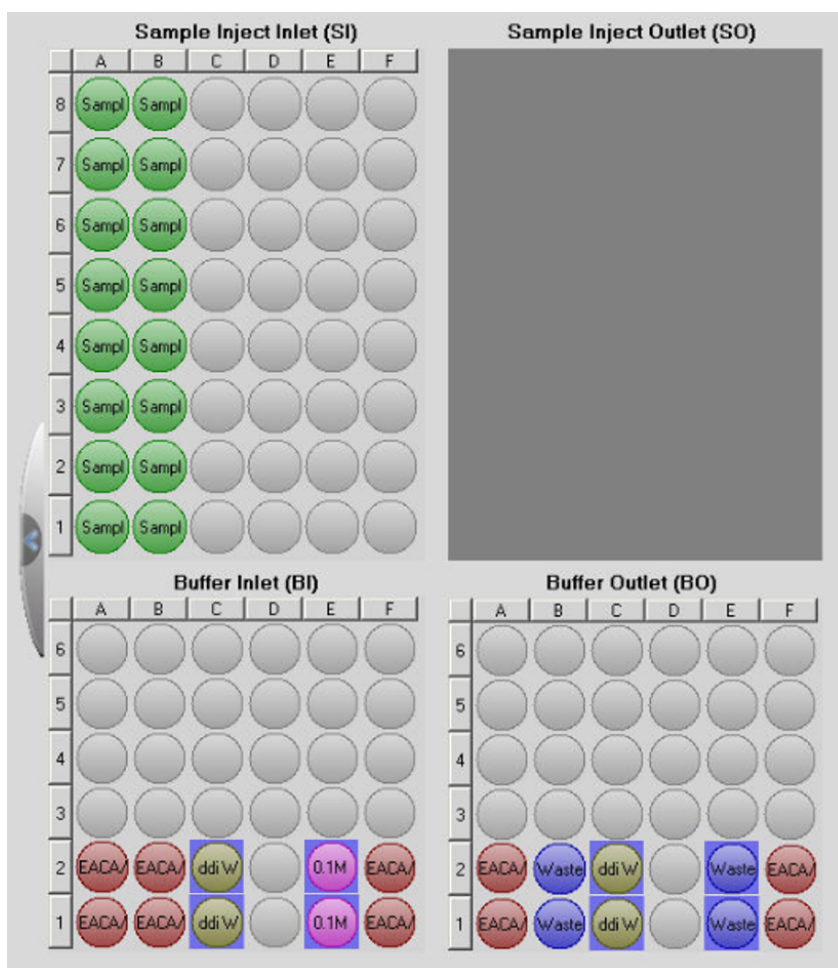 Sample Inject Inlet (SI) Sample Inject Outlet (SO)
A B C D E F
8 Sampl Sampl
7 Sampl Sampl
6 Sampl Sampl
5 Sampl Sampl
4 Sampl Sampl
3 Sampl Sampl
2 Sampl Sampl
1 Sampl Sampl
Buffer Inlet (BI) Buffer Outlet (BO)
A B C D E F A B C D E F
6 6
5 5
4 4
3 3
2 EACA/ EACA/ ddi W 0.1M EACA/ 2 EACA/ Waste ddi W Waste EACA/
1 EACA/ EACA/ ddi W 0.1M EACA/ 1 EACA/ Waste ddi W Waste EACA/